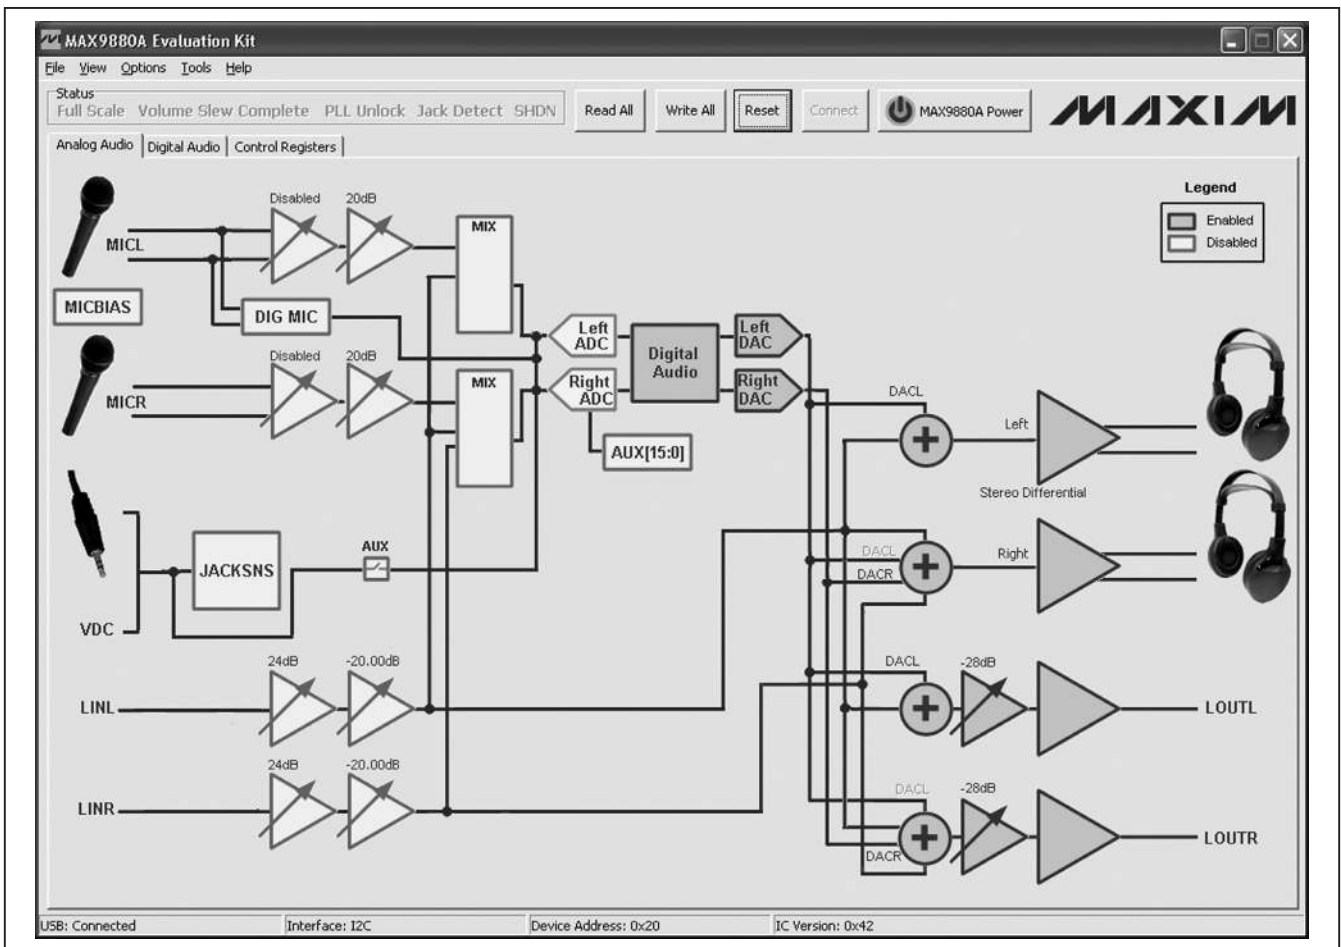 MAX9880A Evaluation Kit
File View Options Tools Help
Status
Full Scale Volume Slew Complete PLL Unlock Jack Detect SHDN
Read All
Write All
Reset
Connect
MAX9880A Power
MAXIM
Analog Audio
Digital Audio
Control Registers
Legend
Enabled
Disabled
Disabled
20dB
MIX
MICL
MICBIAS
DIG MIC
Left ADC
Digital Audio
Left DAC
Disabled
20dB
MIX
MICR
Right ADC
Right DAC
AUX[15:0]
DACL
Left
Stereo Differential
JACKSNS
AUX
VDC
DACL
DACR
Right
24dB
-20.00dB
LINL
DACL
-28dB
LOUTL
24dB
-20.00dB
LINR
DACL
-28dB
DACR
LOUTR
USB: Connected
Interface: I2C
Device Address: 0x20
IC Version: 0x42